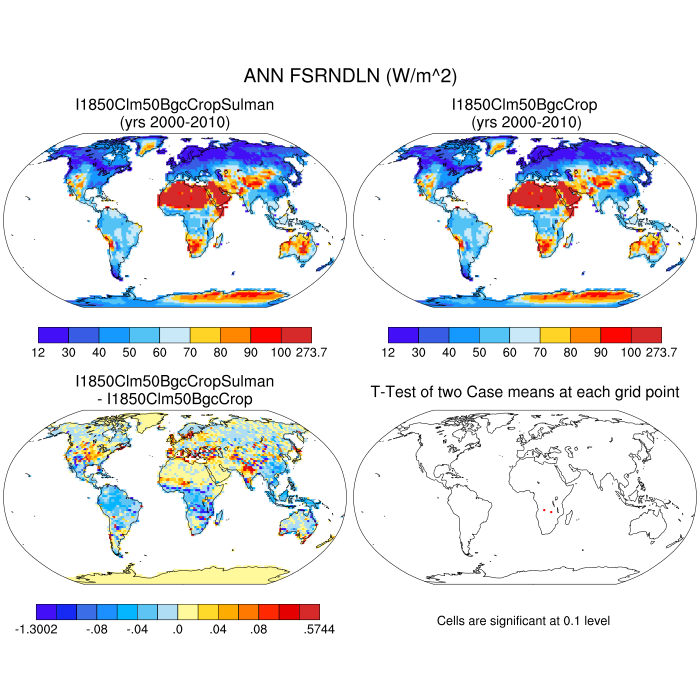 ANN FSRNDLN (W/m^2)
I1850Clm50BgcCropSulman
(yrs 2000-2010)
I1850Clm50BgcCrop
(yrs 2000-2010)
12 30 40 50 60 70 80 90 100 273.7
12 30 40 50 60 70 80 90 100 273.7
I1850Clm50BgcCropSulman
- I1850Clm50BgcCrop
T-Test of two Case means at each grid point
-1.3002 -.08 -.04 .0 .04 .08 .5744
Cells are significant at 0.1 level